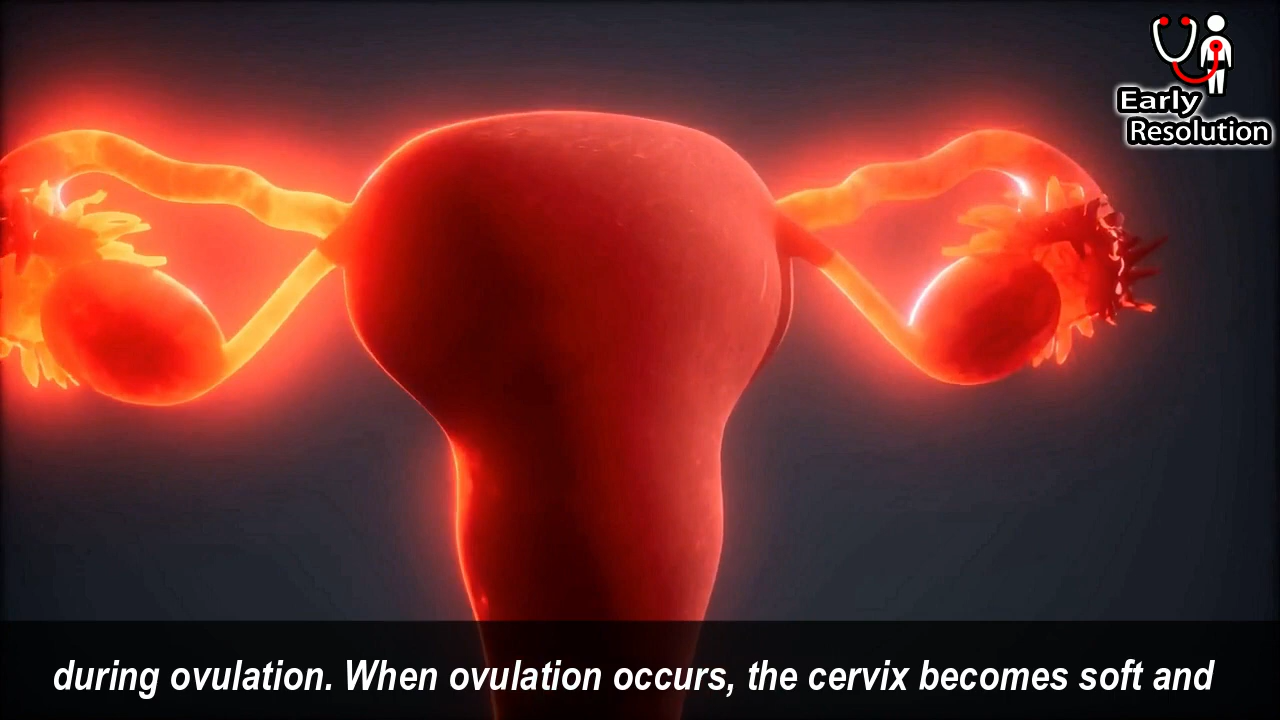 Early
Resolution
during ovulation. When ovulation occurs, the cervix becomes soft and